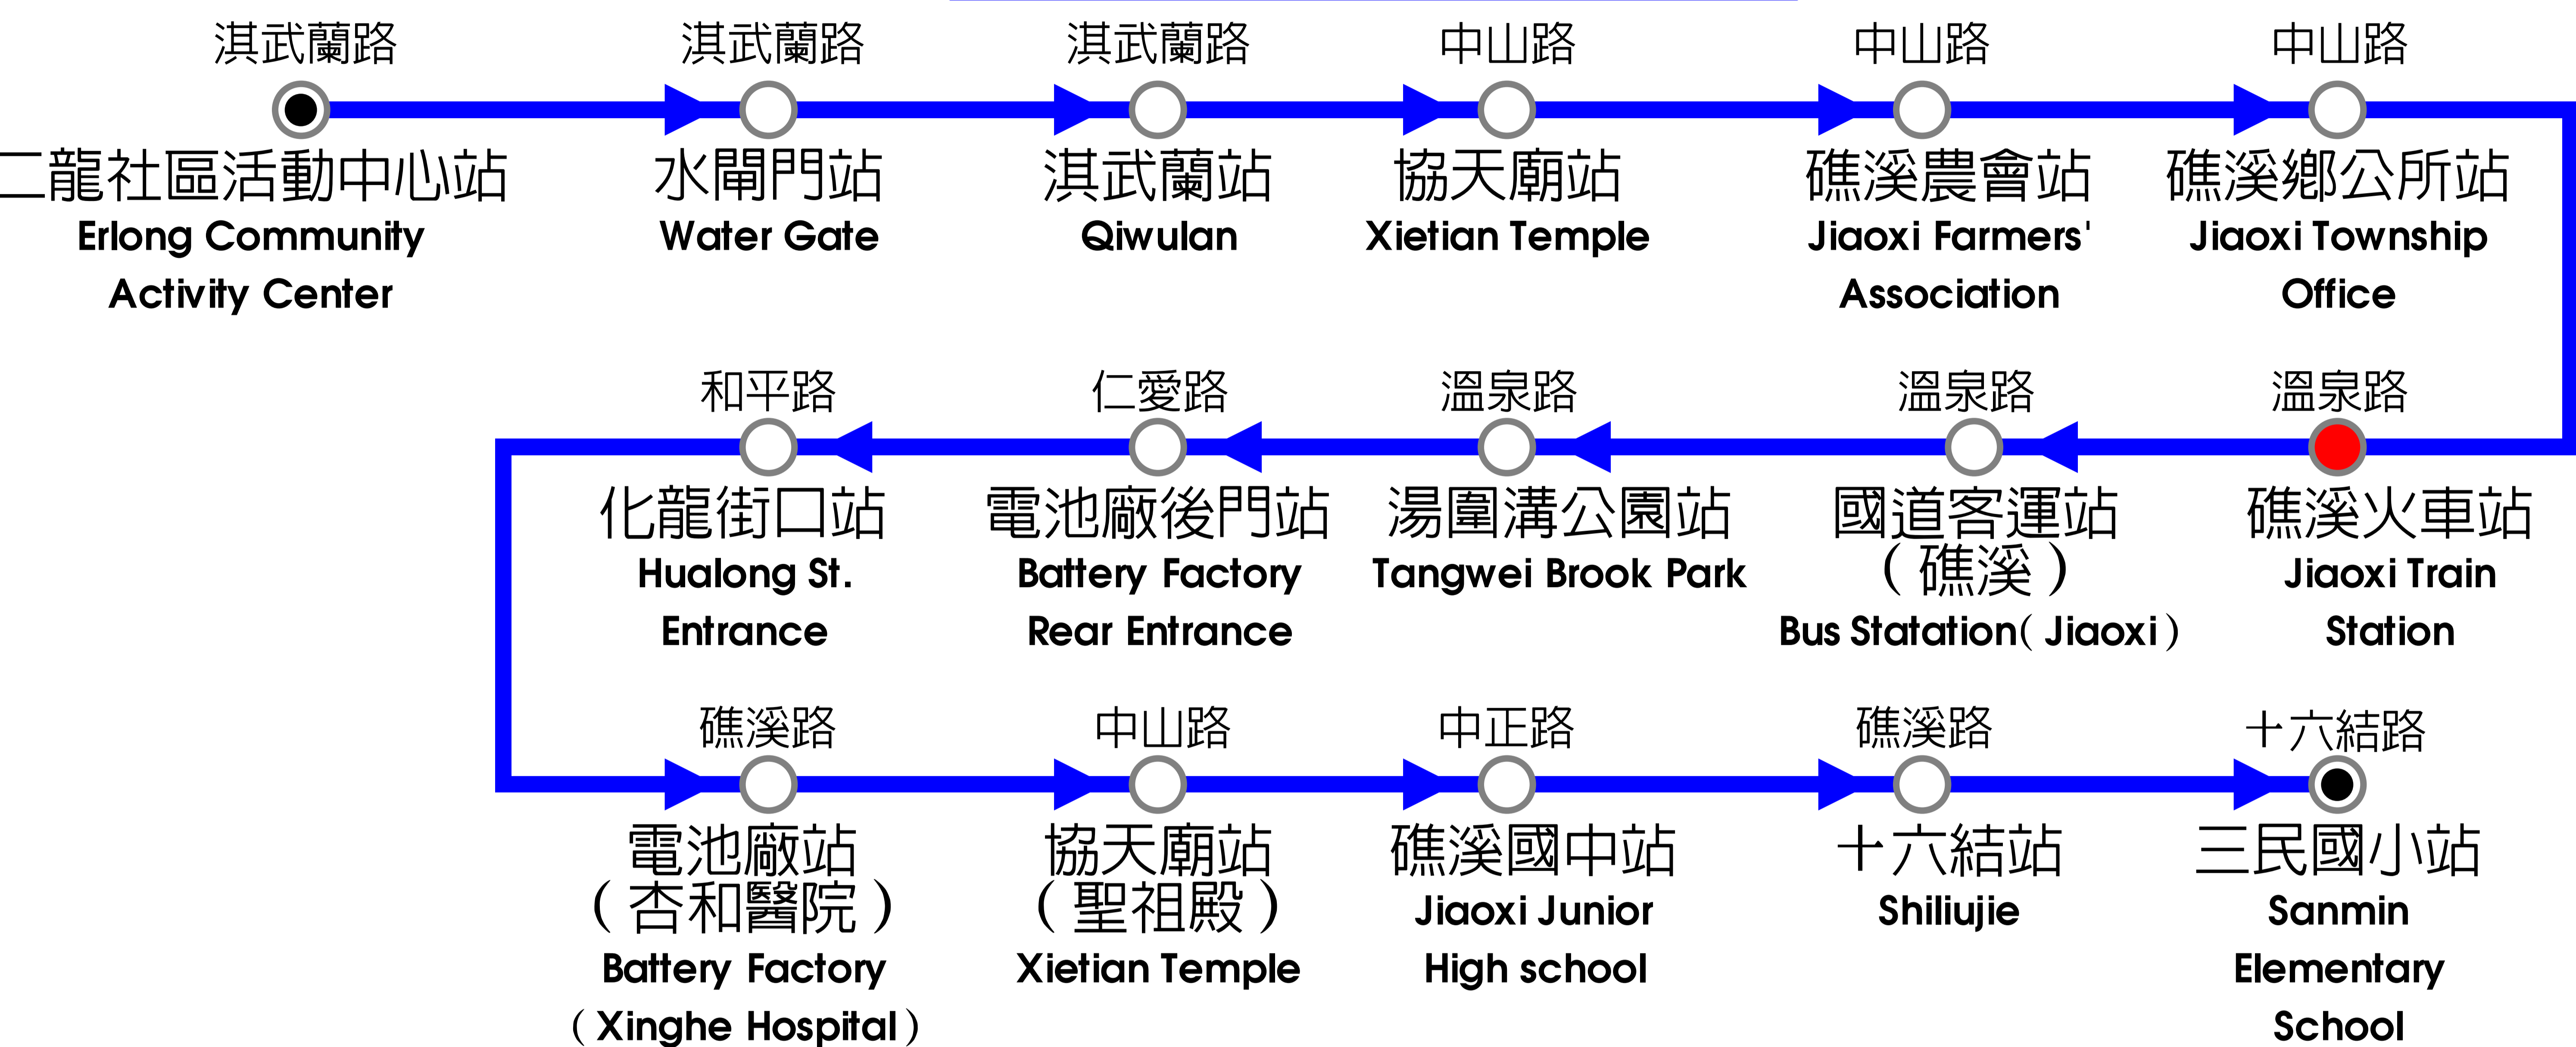 淇武蘭路 淇武蘭路 淇武蘭路 中山路 中山路 中山路
二龍社區活動中心站 水閘門站 淇武蘭站 協天廟站 礁溪農會站 礁溪鄉公所站
Erlong Community Water Gate Qiwulan Xietian Temple Jiaoxi Farmers' Jiaoxi Township
Activity Center Association Office
和平路 仁愛路 溫泉路 溫泉路 溫泉路
化龍街口站 電池廠後門站 湯圍溝公園站 國道客運站 礁溪火車站
(礁溪)
Hualong St. Battery Factory Tangwei Brook Park Jiaoxi Train
Entrance Rear Entrance Bus Statation(Jiaoxi) Station
礁溪路 中山路 中正路 礁溪路 十六結路
電池廠站 協天廟站 礁溪國中站 十六結站 三民國小站
(杏和醫院) (聖祖殿) Jiaoxi Junior Shiliujie Sanmin
Battery Factory Xietian Temple High school Elementary
(Xinghe Hospital) School